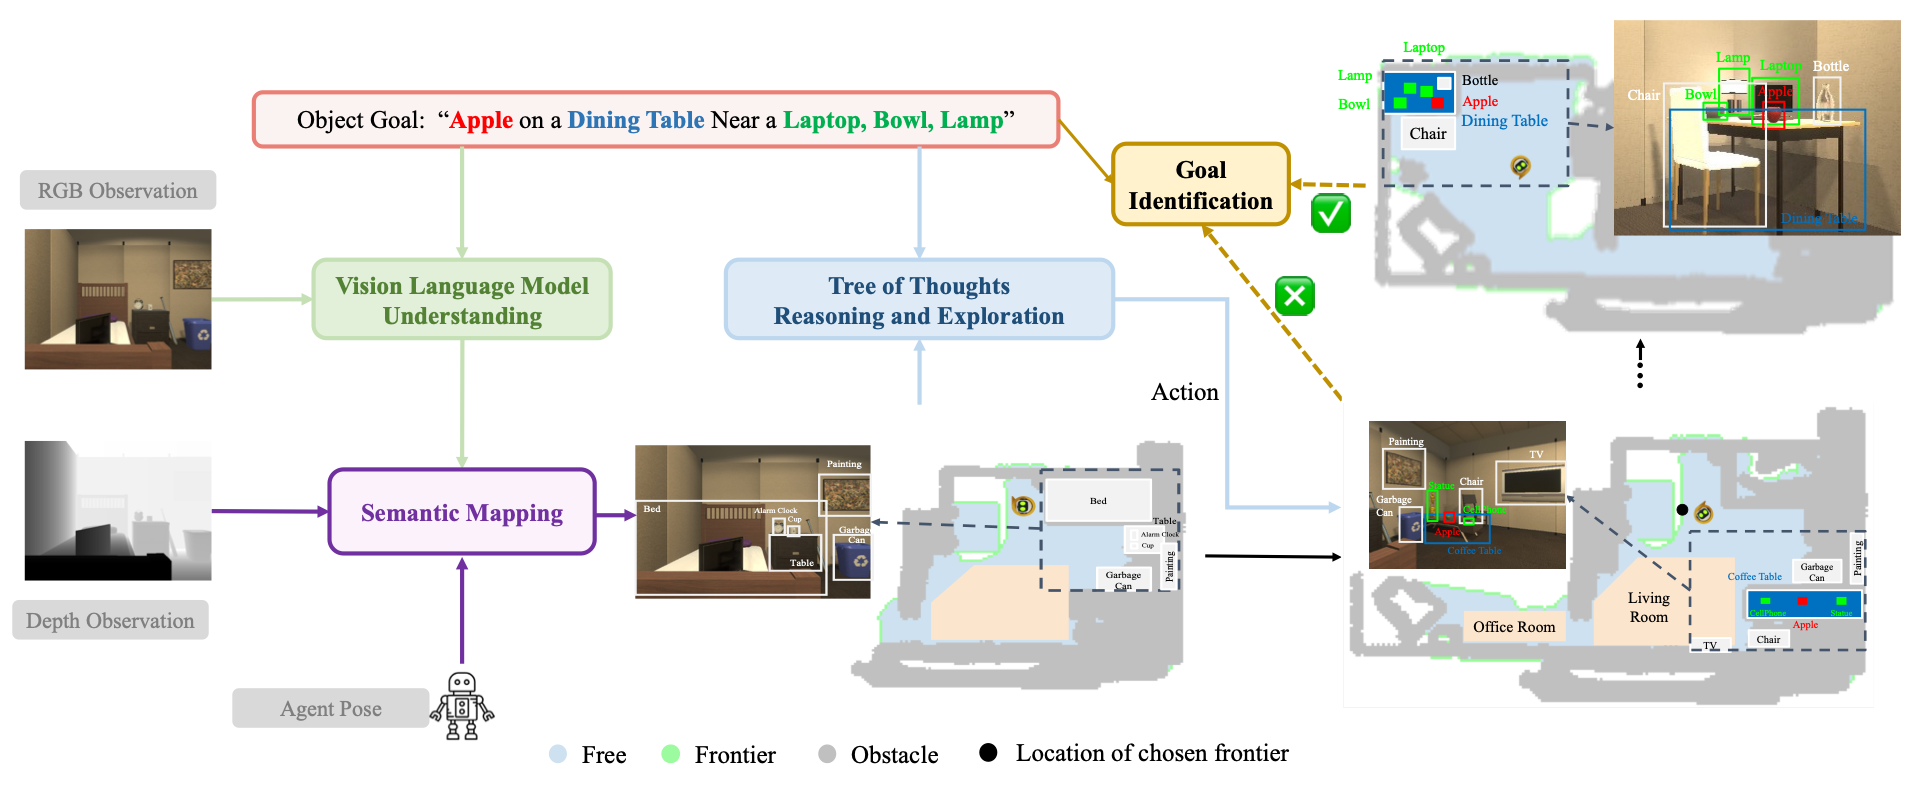 Object Goal: “Apple on a Dining Table Near a Laptop, Bowl, Lamp”
RGB Observation
Vision Language Model
Understanding
Tree of Thoughts
Reasoning and Exploration
Goal
Identification
Laptop
Lamp
Bowl
Bottle
Apple
Dining Table
Chair
Lamp
Laptop
Bottle
Chair
Bowl
Apple
Dining Table
Action
Depth Observation
Semantic Mapping
Agent Pose
Painting
Bed
Alarm Clock
Cup
Garbag
Can
Table
Bed
Table
Alarm Clock
Cup
Painting
Garbage
Can
Painting
TV
Statue
Chair
Garbage
Can
CellPhone
Apple
Coffee Table
Painting
Garbage
Can
Coffee Table
Living
Room
CellPhone
Statue
Apple
Office Room
Chair
TV
Free
Frontier
Obstacle
Location of chosen frontier